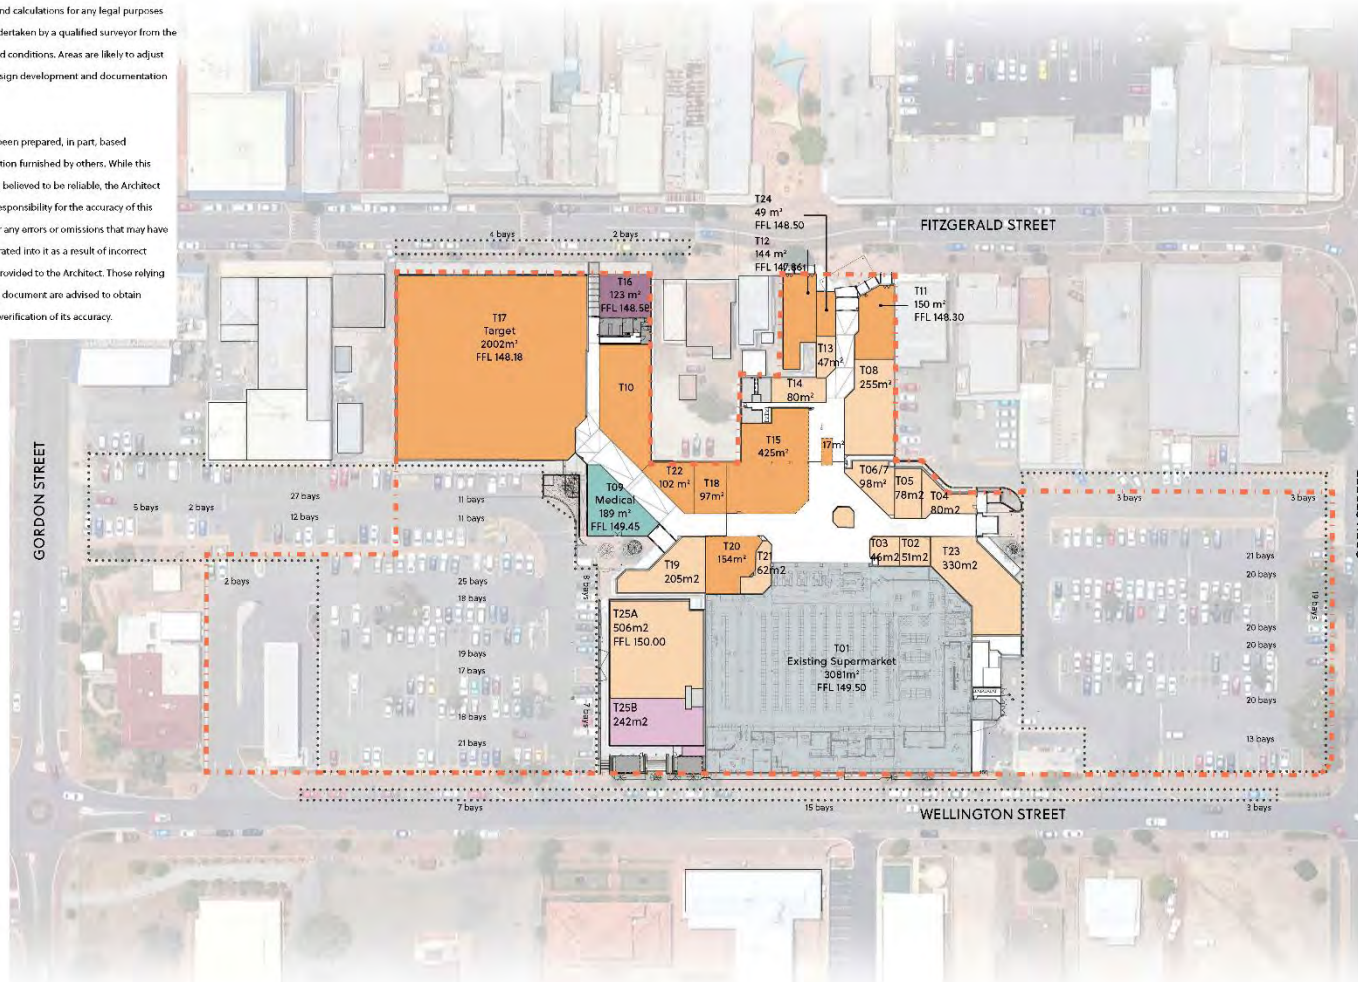 nd calculations for any legal purposes
dertaken by a qualified surveyor from the
d conditions. Areas are likely to adjust
sign development and documentation
been prepared, in part, based
tion furnished by others. While this
believed to be reliable, the Architect
esponsibility for the accuracy of this
r any errors or omissions that may have
rated into it as a result of incorrect
rovided to the Architect. Those relying
document are advised to obtain
verification of its accuracy.
FITZGERALD STREET
GORDON STREET
WELLINGTON STREET
4 bays
2 bays
T24
49 m²
FFL 148.50
T12
144 m²
T11
150 m²
FFL 148.30
T16
123 m²
FFL 148.58
T17
Target
2002m²
FFL 148.18
T10
T13
47m²
T14
80m²
T08
255m²
T15
425m²
17m²
T22
102 m²
T18
97m²
T06/7
98m²
T05
78m2
T04
80m2
T09
Medical
189 m²
FFL 149.45
T19
205m2
T20
154m²
T21
62m2
T03
46m2
T02
51m2
T23
330m2
T25A
506m2
FFL 150.00
T25B
242m2
T01
Existing Supermarket
3081m²
FFL 149.50
5 bays
2 bays
27 bays
12 bays
11 bays
11 bays
2 bays
25 bays
18 bays
19 bays
17 bays
18 bays
21 bays
8 bays
7 bays
3 bays
3 bays
21 bays
20 bays
19 bays
20 bays
20 bays
20 bays
13 bays
7 bays
15 bays
3 bays